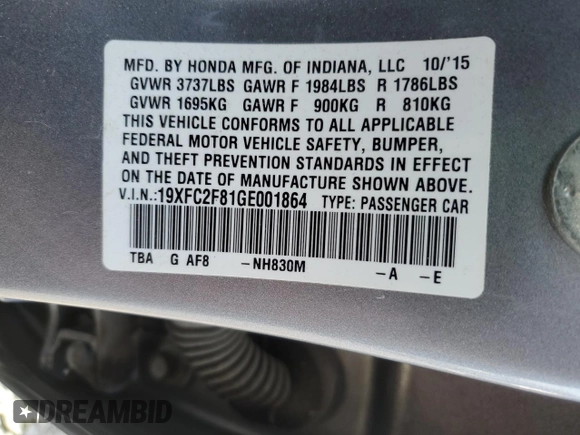 MFD. BY HONDA MFG. OF INDIANA, LLC 10/'15
GVWR 3737LBS GAWR F 1984LBS R 1786LBS
GVWR 1695KG GAWR F 900KG R 810KG
THIS VEHICLE CONFORMS TO ALL APPLICABLE
FEDERAL MOTOR VEHICLE SAFETY, BUMPER,
AND THEFT PREVENTION STANDARDS IN EFFECT
ON THE DATE OF MANUFACTURE SHOWN ABOVE.
V.I.N.:19XFC2F81GE001864 TYPE: PASSENGER CAR
TBA G AF8 -NH830M -A -E
DREAMBID